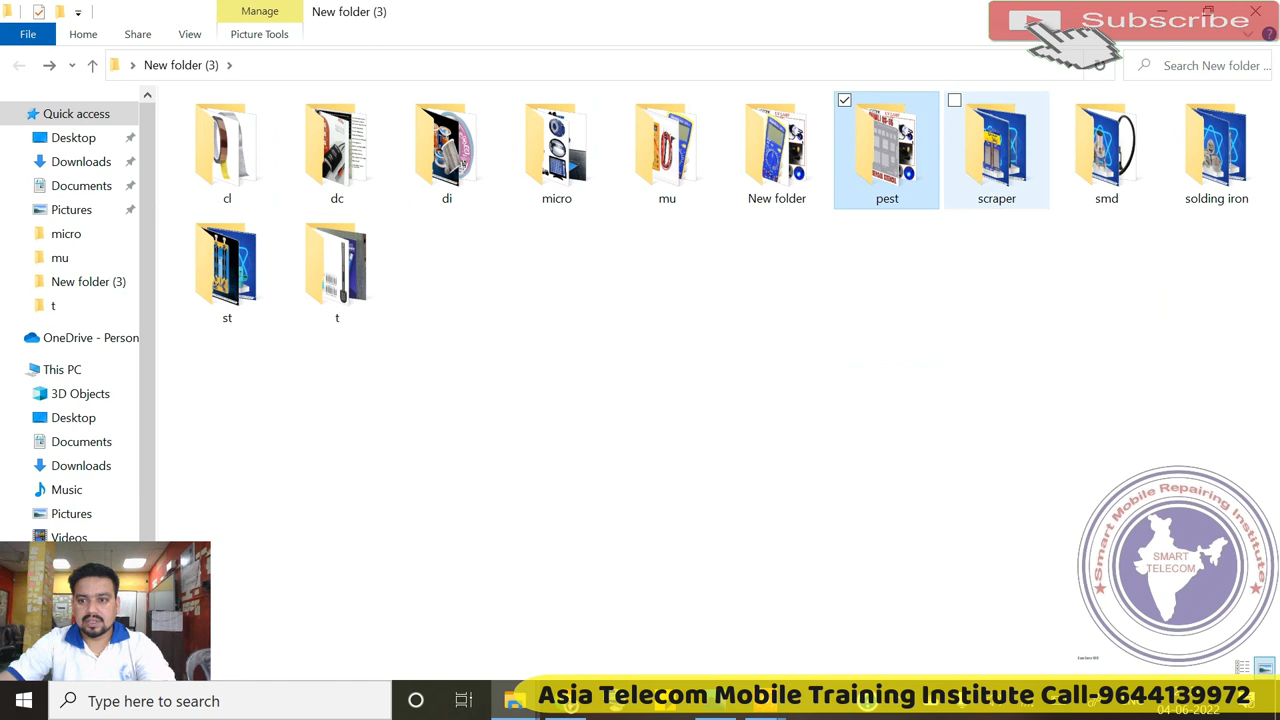 Manage
New folder (3)
Subscribe
File
Home
Share
View
Picture Tools
New folder (3)
Search New folder ...
Quick access
Desktop
Downloads
Documents
Pictures
micro
mu
New folder (3)
t
OneDrive - Person
This PC
3D Objects
Desktop
Documents
Downloads
Music
Pictures
Videos
cl
dc
di
micro
mu
New folder
pest
scraper
smd
solding iron
st
t
Smart Mobile Repairing Institute
SMART
TELECOM
Type here to search
Asia Telecom Mobile Training Institute Call-9644139972
04-06-2022